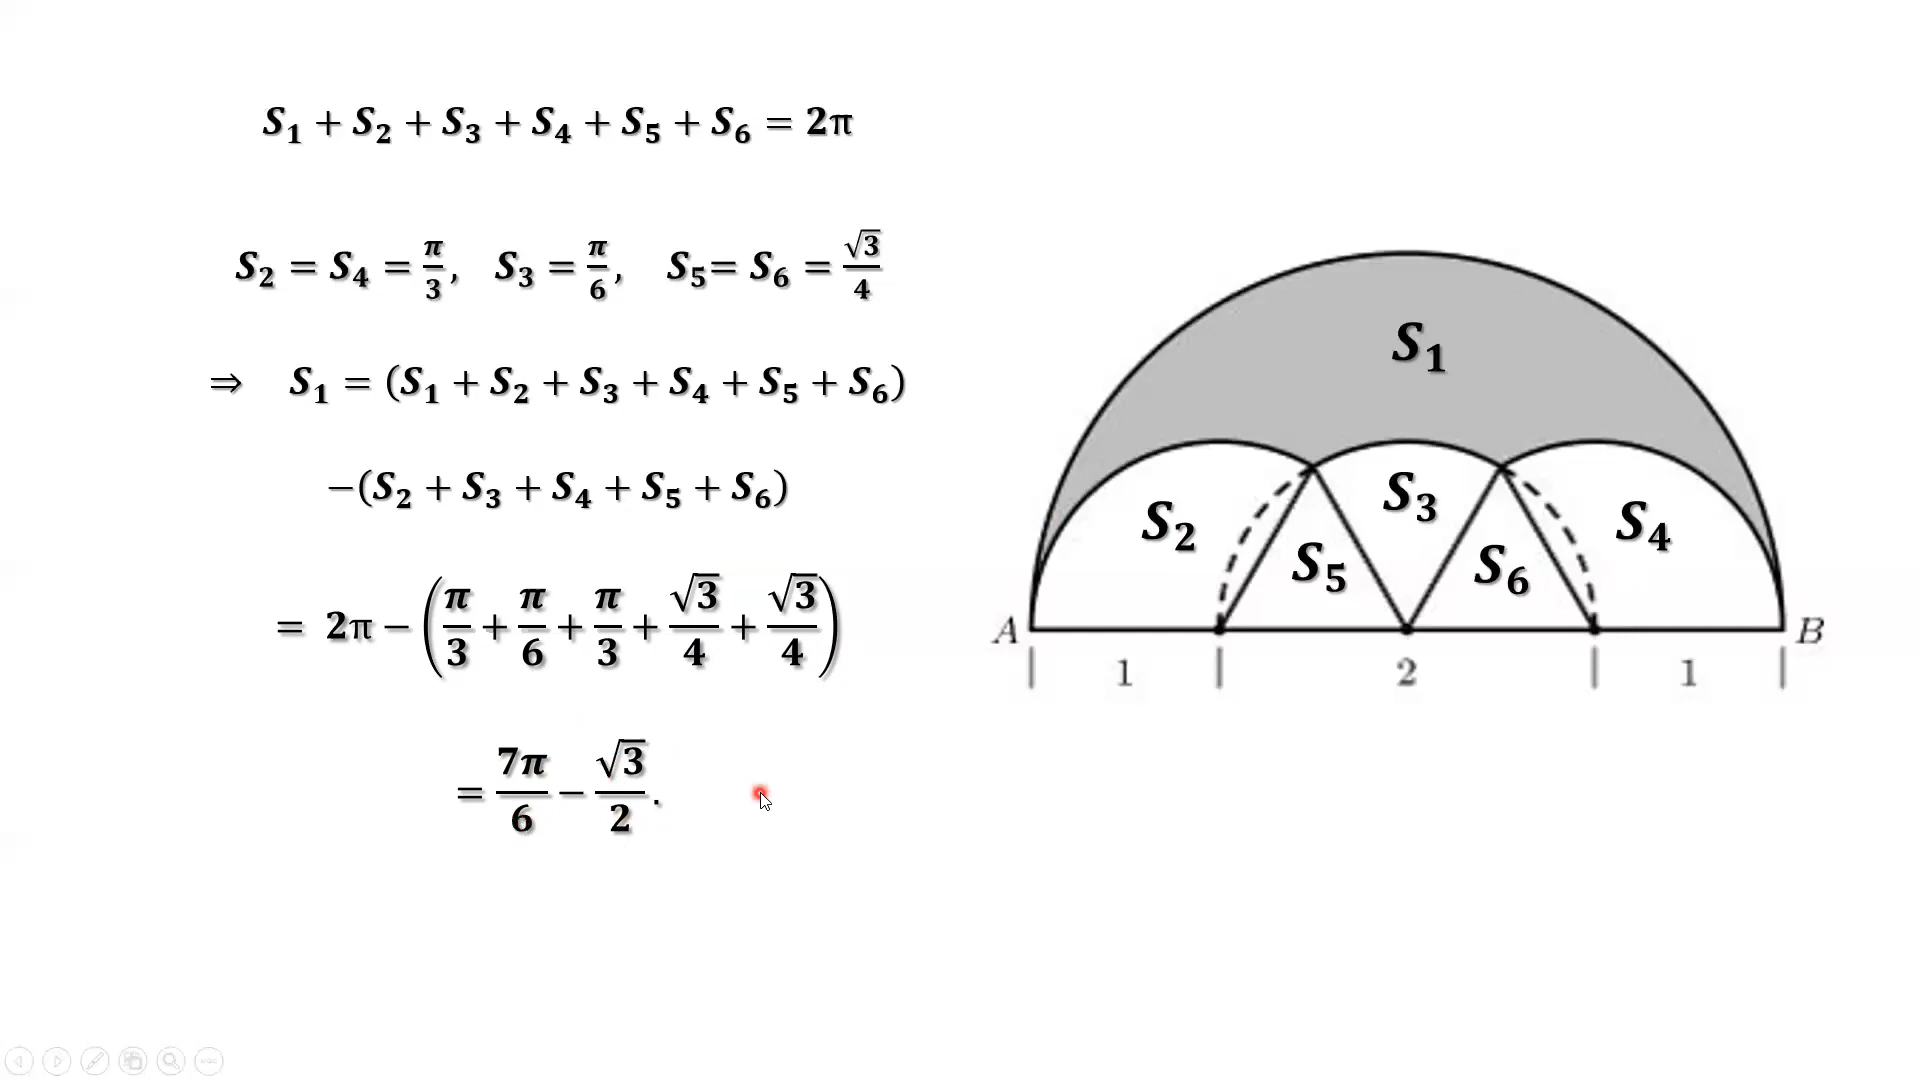 S₁ + S₂ + S₃ + S₄ + S₅ + S₆ = 2π
S₂ = S₄ = π/3, S₃ = π/6, S₅= S₆ = √3/4
⇒ S₁ = (S₁ + S₂ + S₃ + S₄ + S₅ + S₆)
−(S₂ + S₃ + S₄ + S₅ + S₆)
= 2π − (π/3 + π/6 + π/3 + √3/4 + √3/4)
= 7π/6 − √3/2.
S₁
S₂ S₃ S₄
S₅ S₆
A B
1 2 1